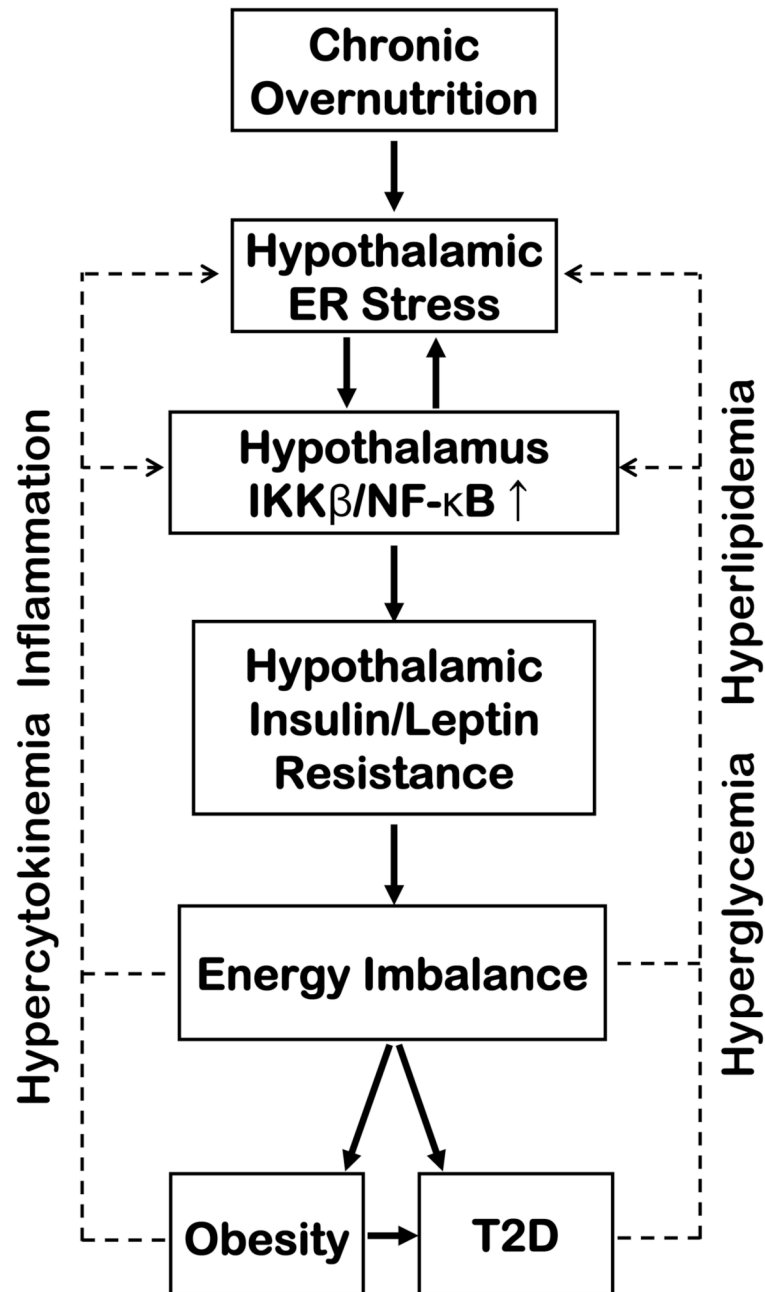 Chronic
Overnutrition
Hypothalamic
ER Stress
Hypothalamus
IKKβ/NF-κB ↑
Hypothalamic
Insulin/Leptin
Resistance
Energy Imbalance
Obesity
T2D
Hypercytokinemia Inflammation
Hyperglycemia Hyperlipidemia